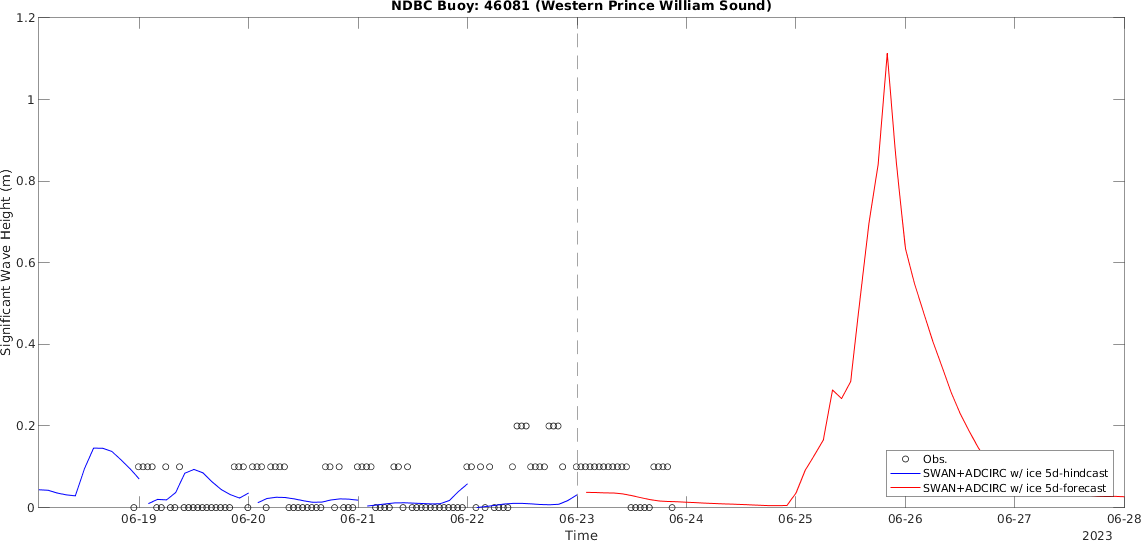 NDBC Buoy: 46081 (Western Prince William Sound)
1.2
1
0.8
0.6
0.4
0.2
0
Significant Wave Height (m)
Obs.
SWAN+ADCIRC w/ ice 5d-hindcast
SWAN+ADCIRC w/ ice 5d-forecast
06-19 06-20 06-21 06-22 06-23 06-24 06-25 06-26 06-27 06-28
Time
2023